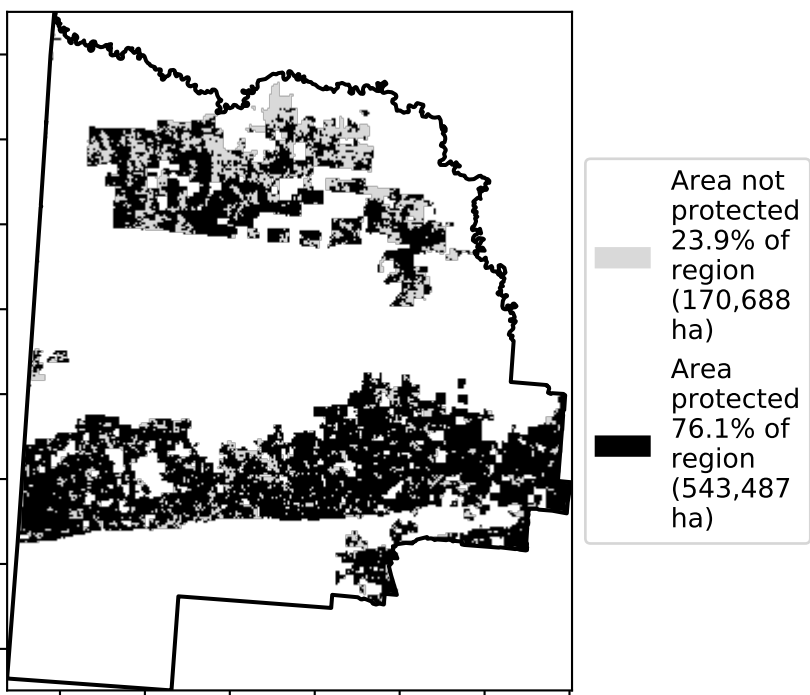 Area not
protected
23.9% of
region
(170,688
ha)
Area
protected
76.1% of
region
(543,487
ha)